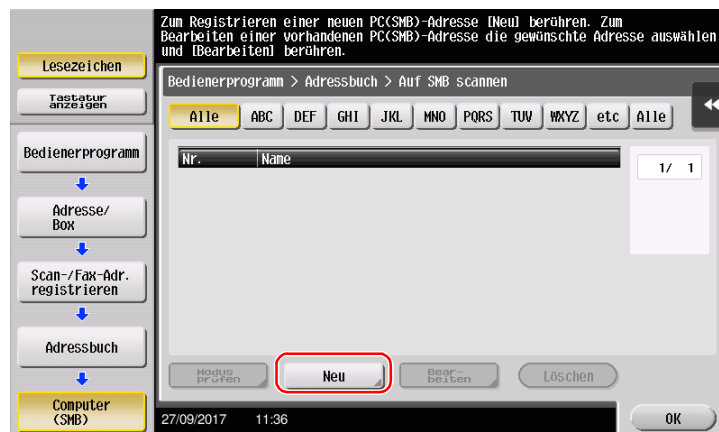 Zum Registrieren einer neuen PC(SMB)-Adresse [Neu] berühren. Zum
Bearbeiten einer vorhandenen PC(SMB)-Adresse die gewünschte Adresse auswählen
und [Bearbeiten] berühren.
Lesezeichen
Tastatur
anzeigen
Bedienerprogramm
Adresse/
Box
Scan-/Fax-Adr.
registrieren
Adressbuch
Computer
(SMB)
Bedienerprogramm > Adressbuch > Auf SMB scannen
Alle ABC DEF GHI JKL MNO PQRS TUV WXYZ etc Alle
Nr. Name
1/ 1
Modus
prüfen
Neu
Bear-
beiten
Löschen
27/09/2017 11:36
OK